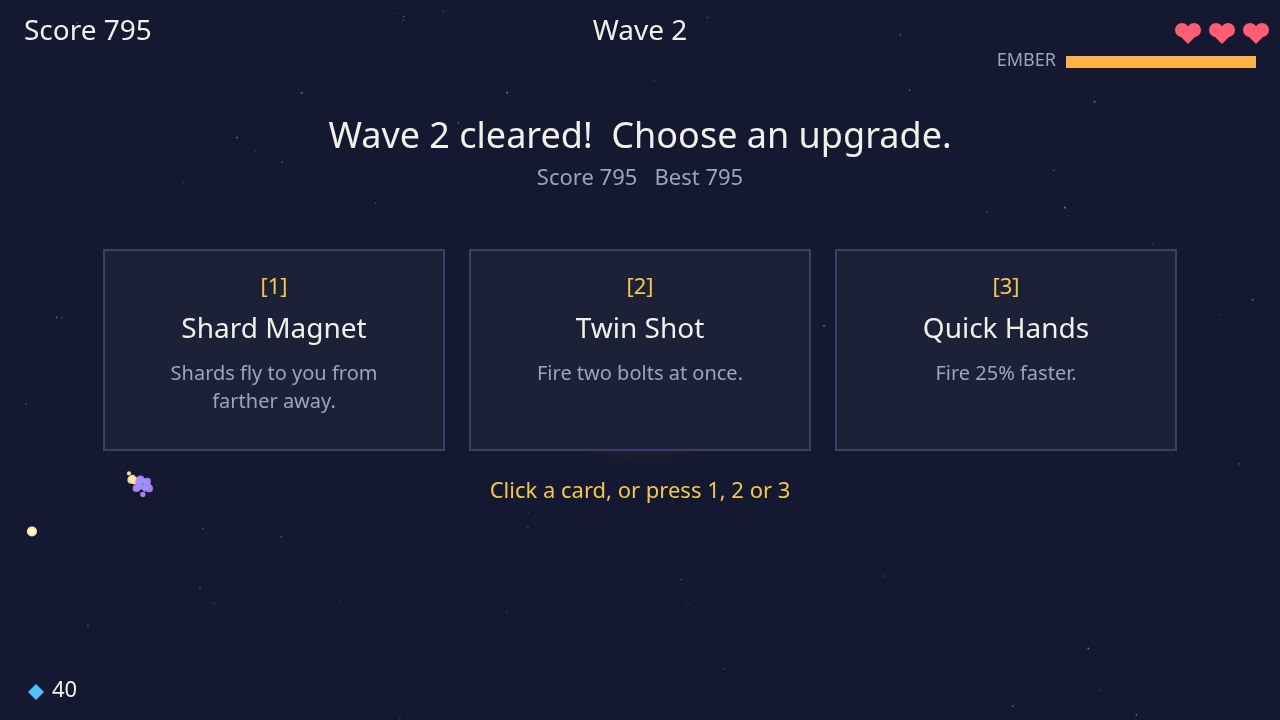 Score 795
Wave 2
EMBER
Wave 2 cleared!  Choose an upgrade.
Score 795   Best 795
[1]
Shard Magnet
Shards fly to you from
farther away.
[2]
Twin Shot
Fire two bolts at once.
[3]
Quick Hands
Fire 25% faster.
Click a card, or press 1, 2 or 3
40